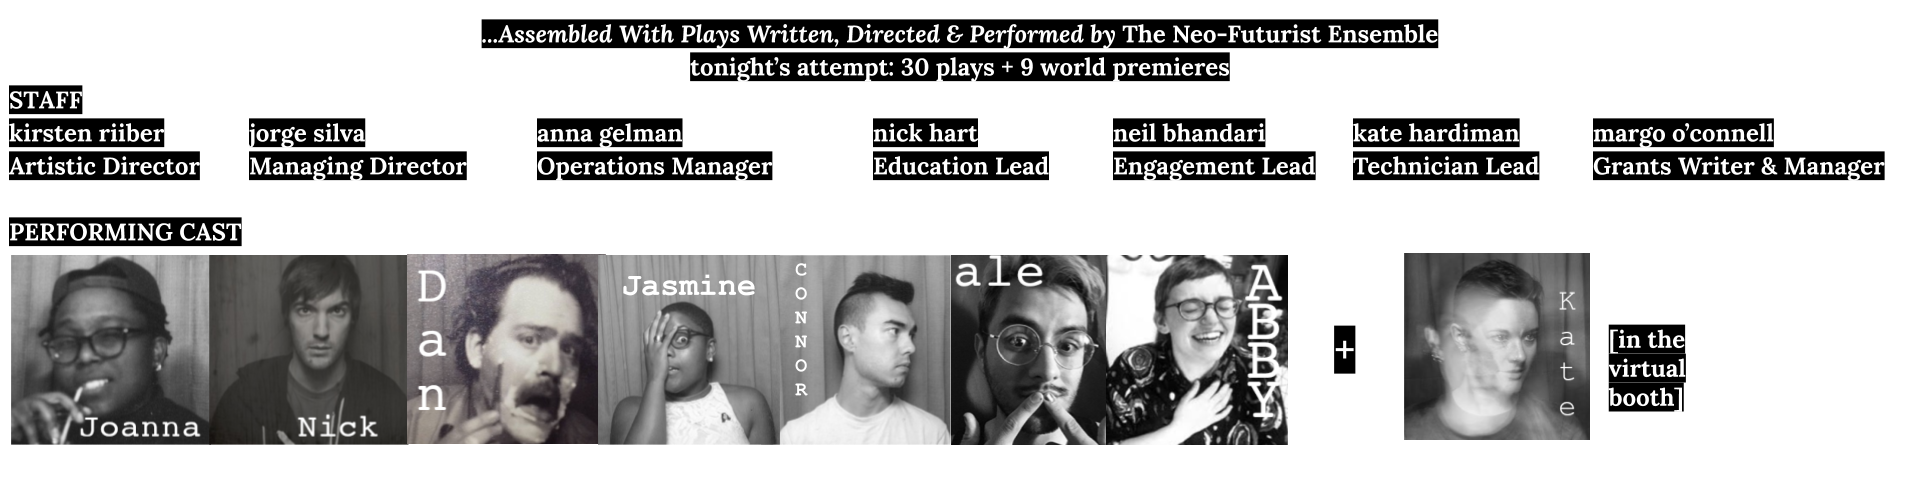 ...Assembled With Plays Written, Directed & Performed by The Neo-Futurist Ensemble
tonight’s attempt: 30 plays + 9 world premieres
STAFF
kirsten riiber jorge silva anna gelman nick hart neil bhandari kate hardiman margo o’connell
Artistic Director Managing Director Operations Manager Education Lead Engagement Lead Technician Lead Grants Writer & Manager
PERFORMING CAST
Joanna
Nick
Dan
Jasmine
CONNOR
ale
ABBY
+
Kate
[in the
virtual
booth]